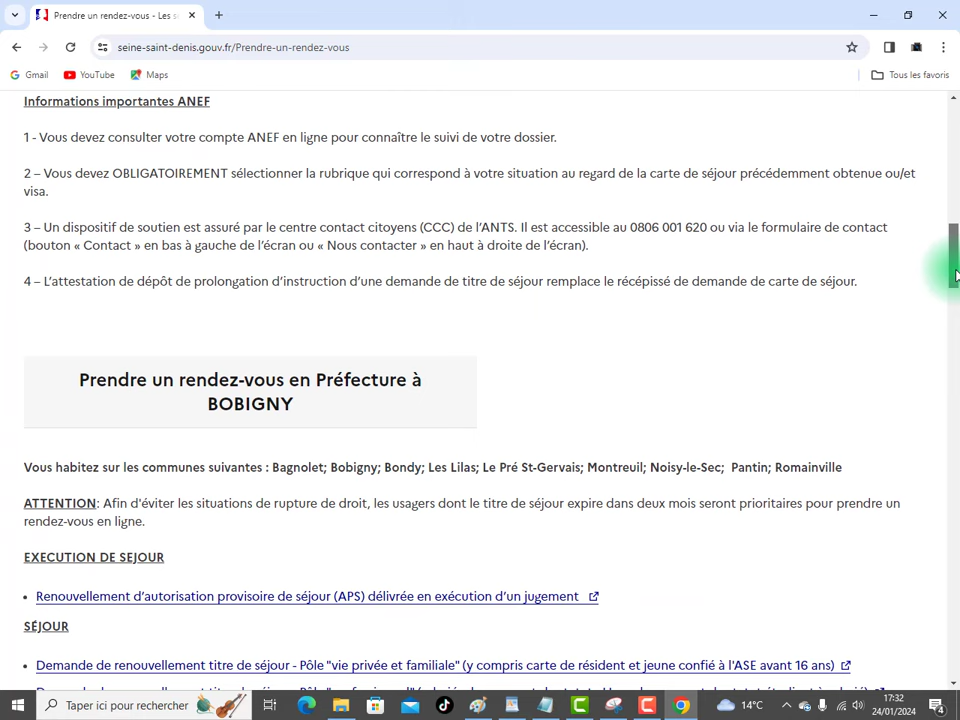 Prendre un rendez-vous - Les se
seine-saint-denis.gouv.fr/Prendre-un-rendez-vous
Gmail
YouTube
Maps
Tous les favoris
Informations importantes ANEF
1 - Vous devez consulter votre compte ANEF en ligne pour connaître le suivi de votre dossier.
2 – Vous devez OBLIGATOIREMENT sélectionner la rubrique qui correspond à votre situation au regard de la carte de séjour précédemment obtenue ou/et
visa.
3 – Un dispositif de soutien est assuré par le centre contact citoyens (CCC) de l’ANTS. Il est accessible au 0806 001 620 ou via le formulaire de contact
(bouton « Contact » en bas à gauche de l’écran ou « Nous contacter » en haut à droite de l’écran).
4 – L’attestation de dépôt de prolongation d’instruction d’une demande de titre de séjour remplace le récépissé de demande de carte de séjour.
Prendre un rendez-vous en Préfecture à
BOBIGNY
Vous habitez sur les communes suivantes : Bagnolet; Bobigny; Bondy; Les Lilas; Le Pré St-Gervais; Montreuil; Noisy-le-Sec; Pantin; Romainville
ATTENTION: Afin d'éviter les situations de rupture de droit, les usagers dont le titre de séjour expire dans deux mois seront prioritaires pour prendre un
rendez-vous en ligne.
EXECUTION DE SEJOUR
Renouvellement d’autorisation provisoire de séjour (APS) délivrée en exécution d’un jugement
SÉJOUR
Demande de renouvellement titre de séjour - Pôle "vie privée et familiale" (y compris carte de résident et jeune confié à l'ASE avant 16 ans)
Taper ici pour rechercher
14°C
17:32
24/01/2024
4